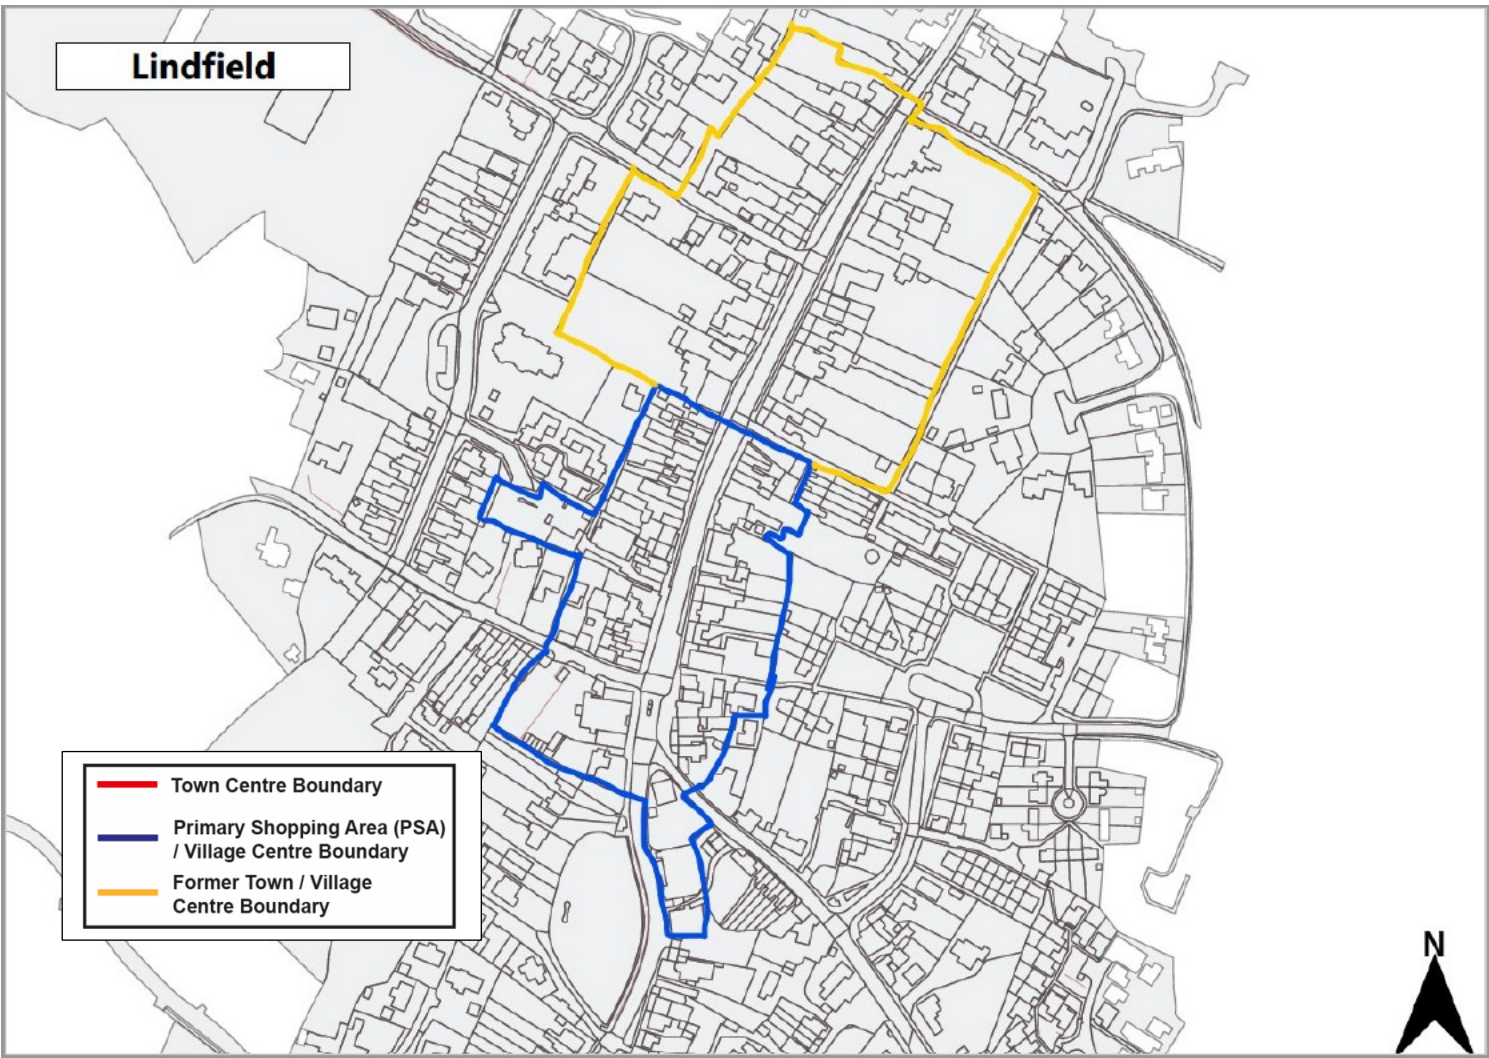 Lindfield
Town Centre Boundary
Primary Shopping Area (PSA)
/ Village Centre Boundary
Former Town / Village
Centre Boundary
N